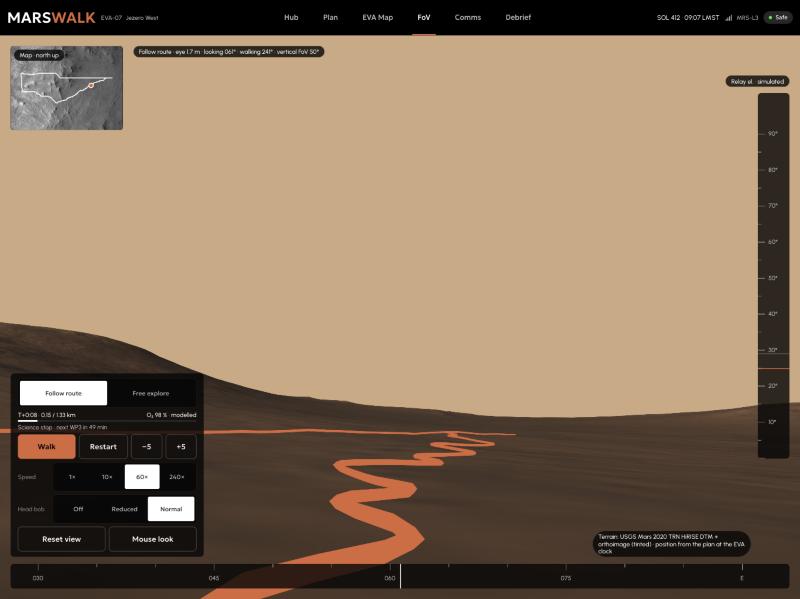 MARSWALK EVA-07 Jezero West Hub Plan EVA Map FoV Comms Debrief SOL 412 · 09:07 LMST MRS-L3 Safe
Map · north up
Follow route · eye 1.7 m · looking 061° · walking 241° · vertical FoV 50°
Relay el. · simulated
90°
80°
70°
60°
50°
40°
30°
20°
10°
Follow route Free explore
T+0:08 · 0.15 / 1.33 km O₂ 98 % · modelled
Science stop · next WP3 in 49 min
Walk Restart −5 +5
Speed 1× 10× 60× 240×
Head bob Off Reduced Normal
Reset view Mouse look
Terrain: USGS Mars 2020 TRN HiRISE DTM +
orthoimage (tinted) · position from the plan at the EVA
clock
030 045 060 075 E